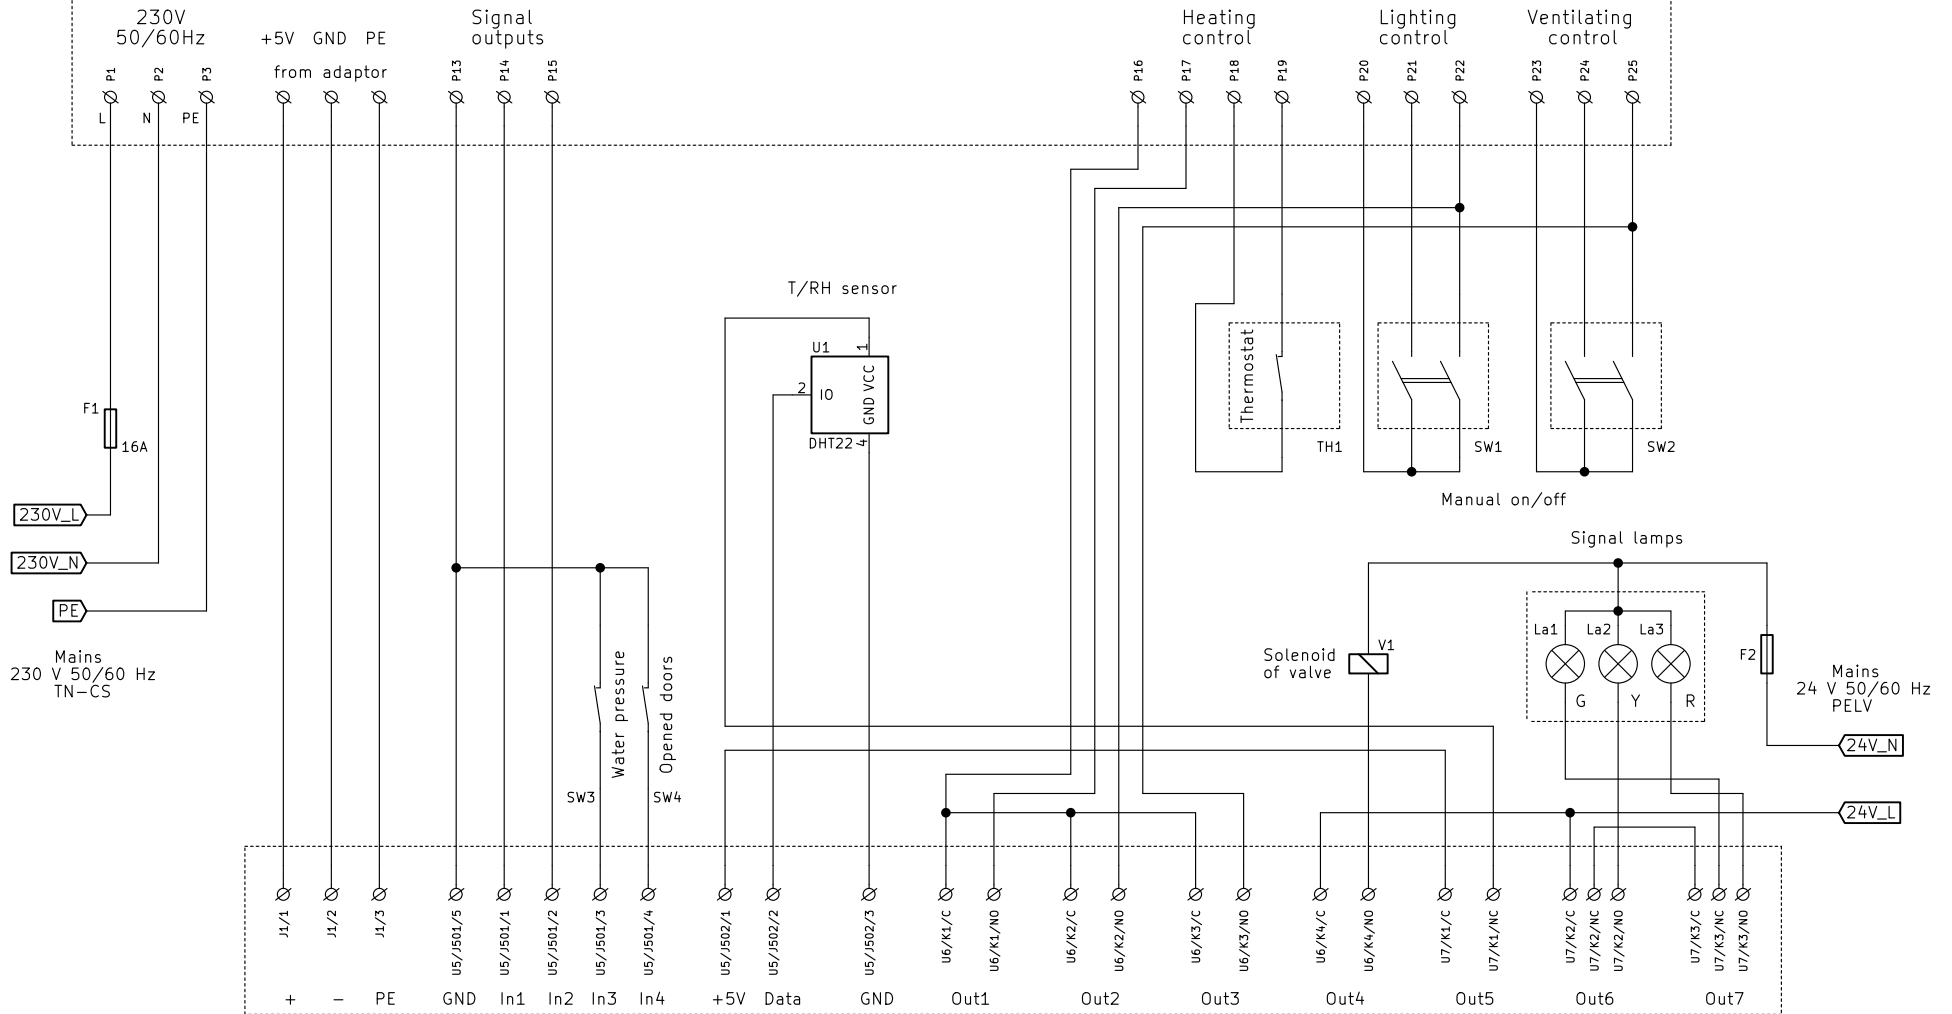 230V
50/60Hz
+5V GND PE
from adaptor
Signal
outputs
Heating
control
Lighting
control
Ventilating
control
P1
P2
P3
P13
P14
P15
P16
P17
P18
P19
P20
P21
P22
P23
P24
P25
L
N
PE
T/RH sensor
U1
1
2
IO
GND VCC
DHT22
4
Thermostat
TH1
SW1
SW2
Manual on/off
F1
16A
230V_L
230V_N
PE
Mains
230 V 50/60 Hz
TN-CS
Signal lamps
La1
La2
La3
G
Y
R
Solenoid
of valve
V1
F2
Mains
24 V 50/60 Hz
PELV
24V_N
24V_L
Water pressure
Opened doors
SW3
SW4
J1/1
J1/2
J1/3
U5/J501/5
U5/J501/1
U5/J501/2
U5/J501/3
U5/J501/4
U5/J502/1
U5/J502/2
U5/J502/3
U6/K1/C
U6/K1/NO
U6/K2/C
U6/K2/NO
U6/K3/C
U6/K3/NO
U6/K4/C
U6/K4/NO
U7/K1/C
U7/K1/NC
U7/K2/C
U7/K2/NC
U7/K2/NO
U7/K3/C
U7/K3/NC
U7/K3/NO
+ - PE GND In1 In2 In3 In4 +5V Data GND Out1 Out2 Out3 Out4 Out5 Out6 Out7